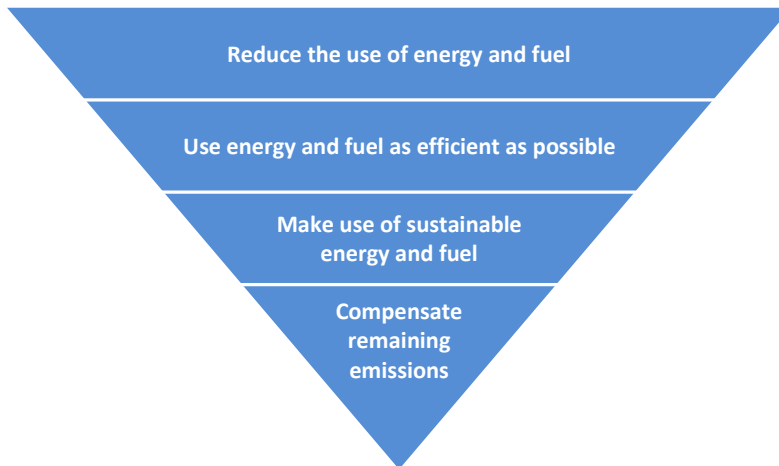 Reduce the use of energy and fuel
Use energy and fuel as efficient as possible
Make use of sustainable
energy and fuel
Compensate
remaining
emissions